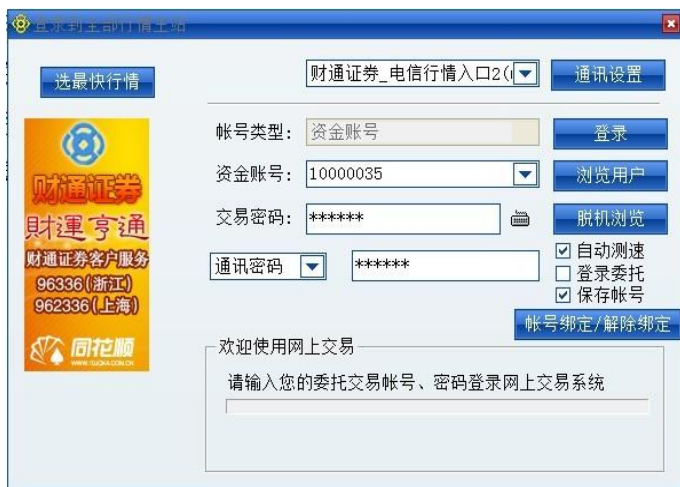 登录到全部行情主站
选最快行情
财通证券_电信行情入口2(
通讯设置
帐号类型:
资金账号
登录
资金账号:
10000035
浏览用户
交易密码:
******
脱机浏览
通讯密码
******
自动测速
登录委托
保存帐号
帐号绑定/解除绑定
财通证券
財運亨通
财通证券客户服务
96336(浙江)
962336(上海)
同花顺
WWW.10JQKA.COM.CN
欢迎使用网上交易
请输入您的委托交易帐号、密码登录网上交易系统